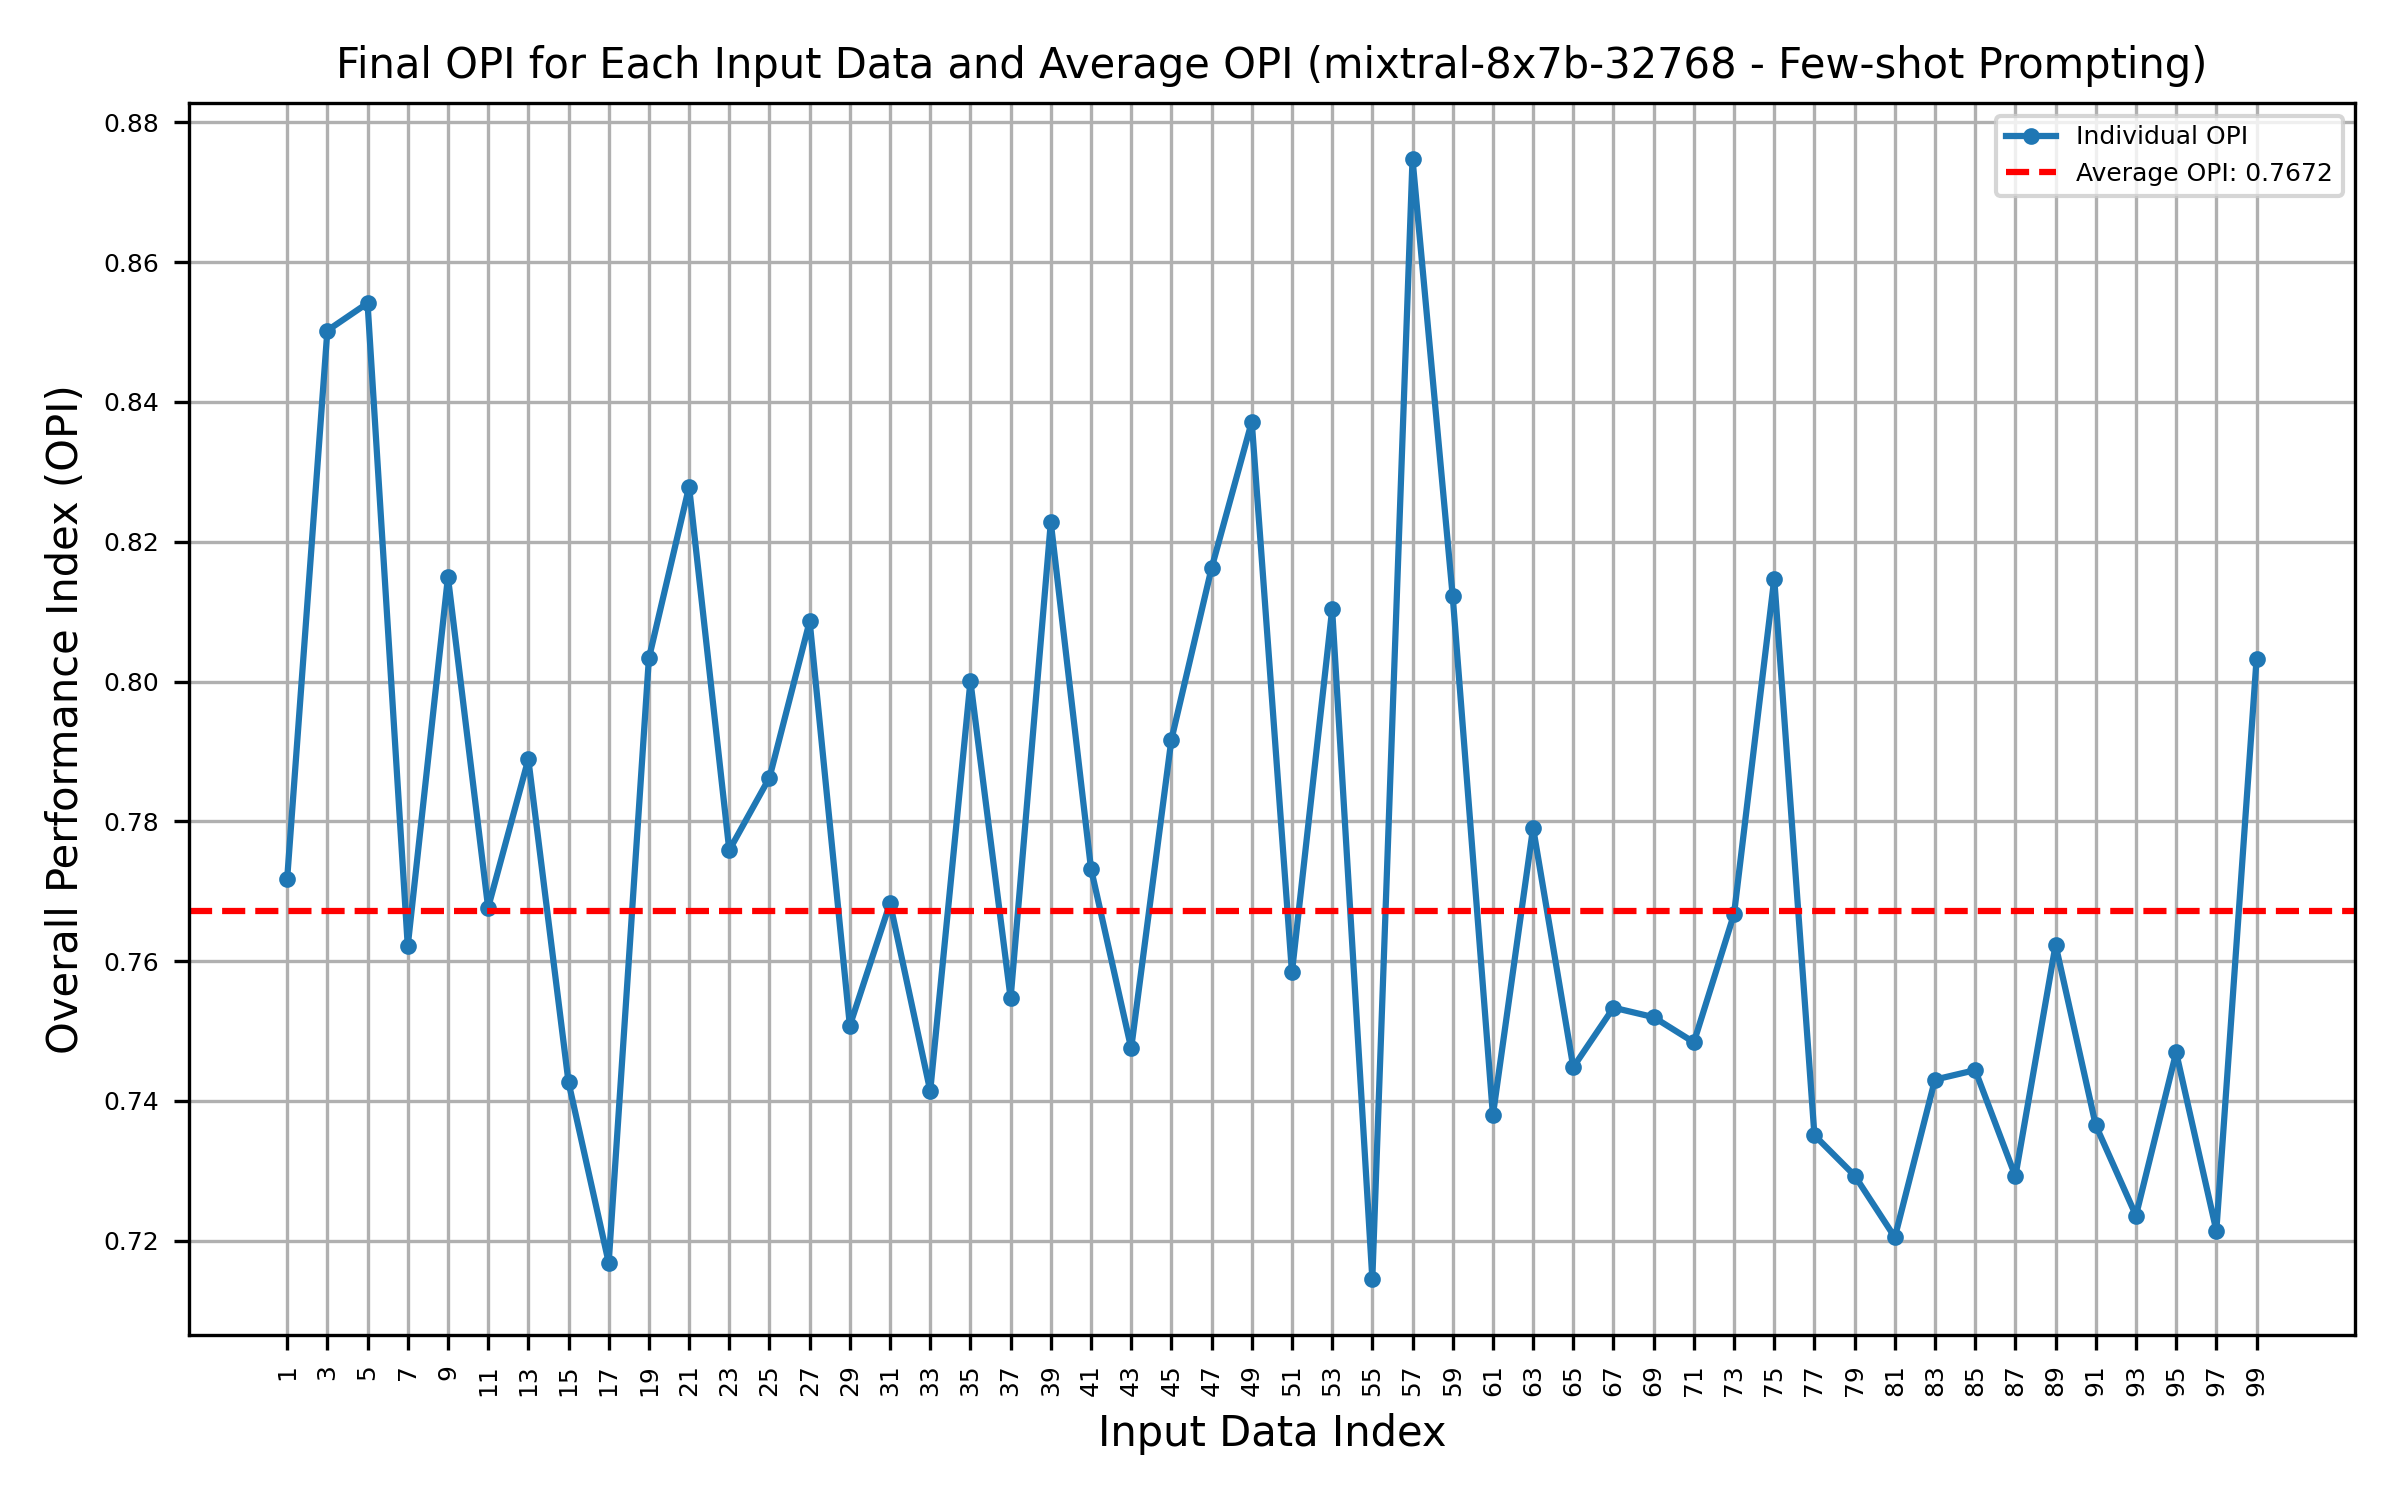 Final OPI for Each Input Data and Average OPI (mixtral-8x7b-32768 - Few-shot Prompting)
Individual OPI
Average OPI: 0.7672
Overall Performance Index (OPI)
0.88
0.86
0.84
0.82
0.80
0.78
0.76
0.74
0.72
1 3 5 7 9 11 13 15 17 19 21 23 25 27 29 31 33 35 37 39 41 43 45 47 49 51 53 55 57 59 61 63 65 67 69 71 73 75 77 79 81 83 85 87 89 91 93 95 97 99
Input Data Index